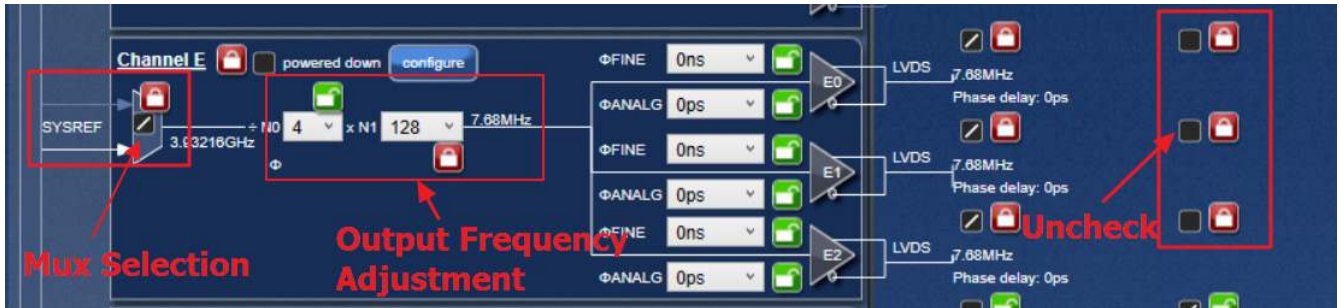 Channel E powered down configure
ΦFINE 0ns
E0
LVDS
7.68MHz
ΦANALG 0ps
Phase delay: 0ps
SYSREF
3.93216GHz
÷ N0 4 x N1 128 7.68MHz
Φ
ΦFINE 0ns
E1
LVDS
7.68MHz
ΦANALG 0ps
Phase delay: 0ps
ΦFINE 0ns
E2
LVDS
7.68MHz
ΦANALG 0ps
Phase delay: 0ps
Mux Selection
Output Frequency
Adjustment
Uncheck